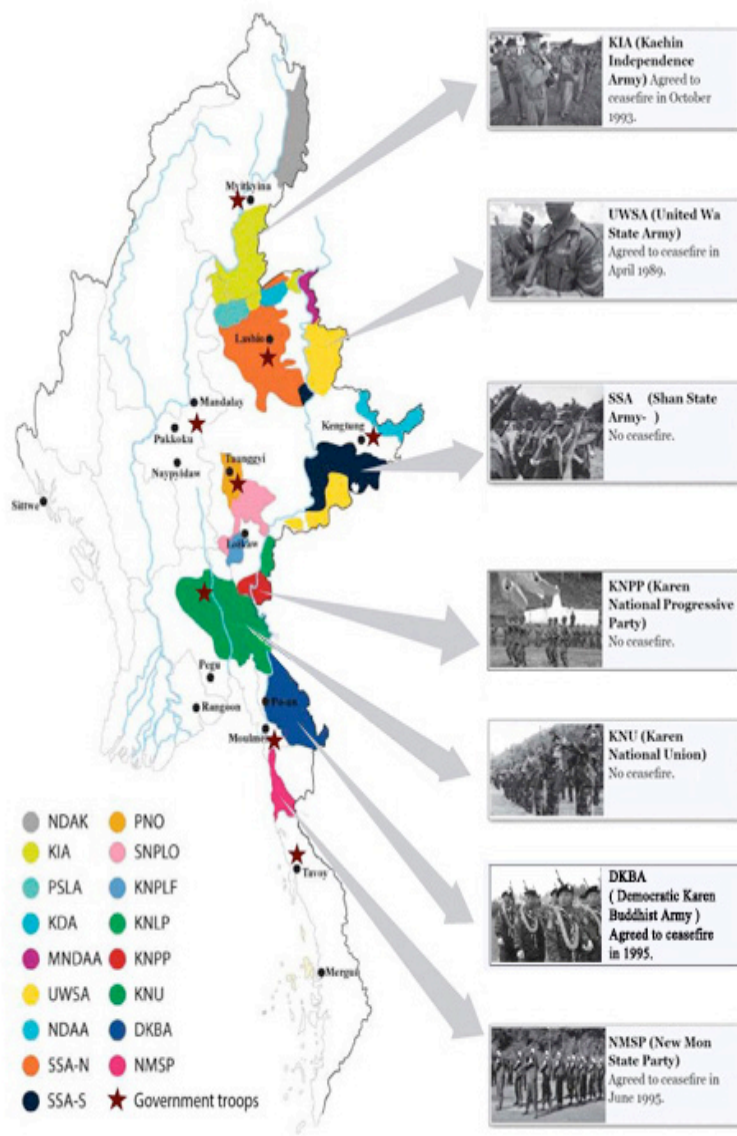 KIA (Kachin
Independence
Army) Agreed to
ceasefire in October
1993.
UWSA (United Wa
State Army)
Agreed to ceasefire in
April 1989.
SSA (Shan State
Army- )
No ceasefire.
KNPP (Karen
National Progressive
Party)
No ceasefire.
KNU (Karen
National Union)
No ceasefire.
DKBA
( Democratic Karen
Buddhist Army )
Agreed to ceasefire
in 1995.
NMSP (New Mon
State Party)
Agreed to ceasefire in
June 1995.
Myitkyina
Lashio
Mandalay
Pakkoku
Kengtung
Taunggyi
Naypyidaw
Sittwe
Loikaw
Pegu
Rangoon
Pa-an
Moulmein
Tavoy
Mergui
NDAK
KIA
PSLA
KDA
MNDAA
UWSA
NDAA
SSA-N
SSA-S
PNO
SNPLO
KNPLF
KNLP
KNPP
KNU
DKBA
NMSP
Government troops